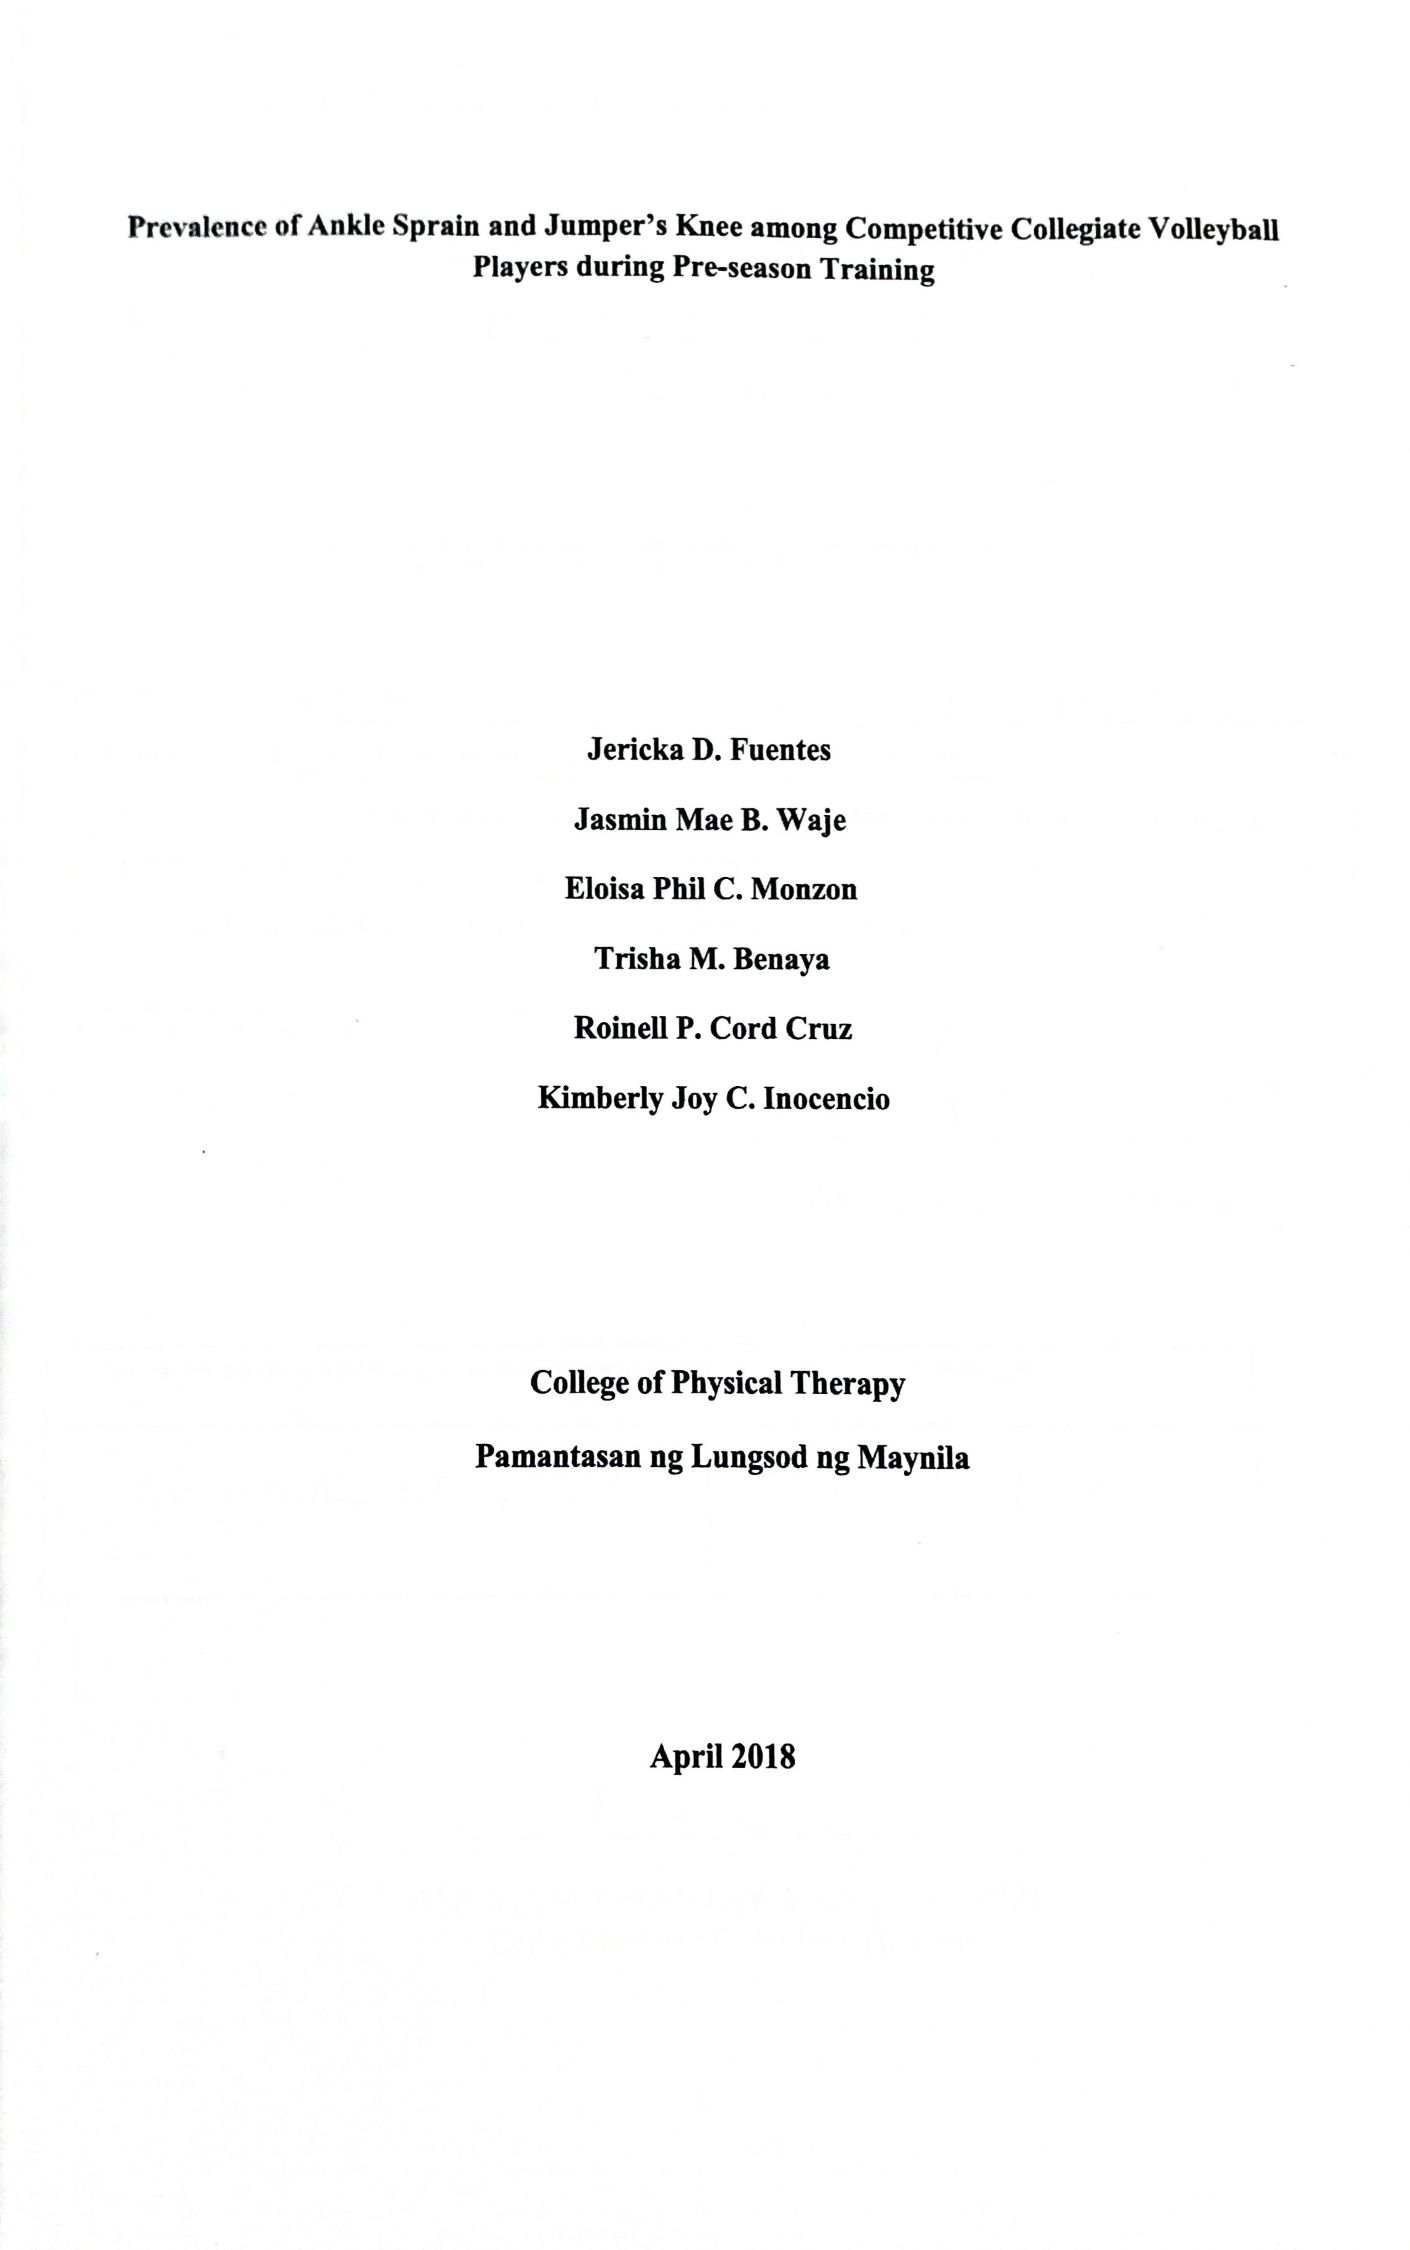 Prevalence of Ankle Sprain and Jumper's Knee among Competitive Collegiate Volleyball
Players during Pre-season Training
Jericka D. Fuentes
Jasmin Mae B. Waje
Eloisa Phil C. Monzon
Trisha M. Benaya
Roinell P. Cord Cruz
Kimberly Joy C. Inocencio
College of Physical Therapy
Pamantasan ng Lungsod ng Maynila
April 2018